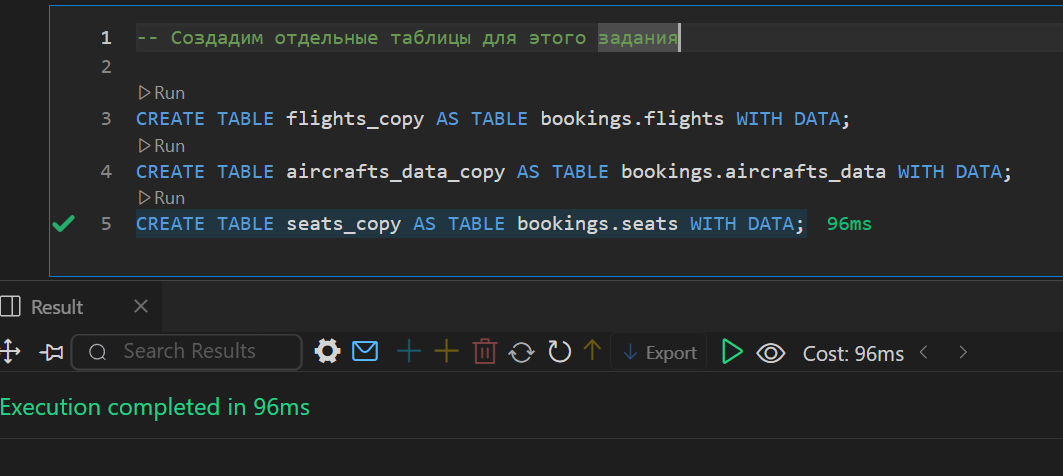 1 -- Создадим отдельные таблицы для этого задания
2
Run
3 CREATE TABLE flights_copy AS TABLE bookings.flights WITH DATA;
Run
4 CREATE TABLE aircrafts_data_copy AS TABLE bookings.aircrafts_data WITH DATA;
Run
5 CREATE TABLE seats_copy AS TABLE bookings.seats WITH DATA; 96ms
Result
Search Results Export Cost: 96ms
Execution completed in 96ms